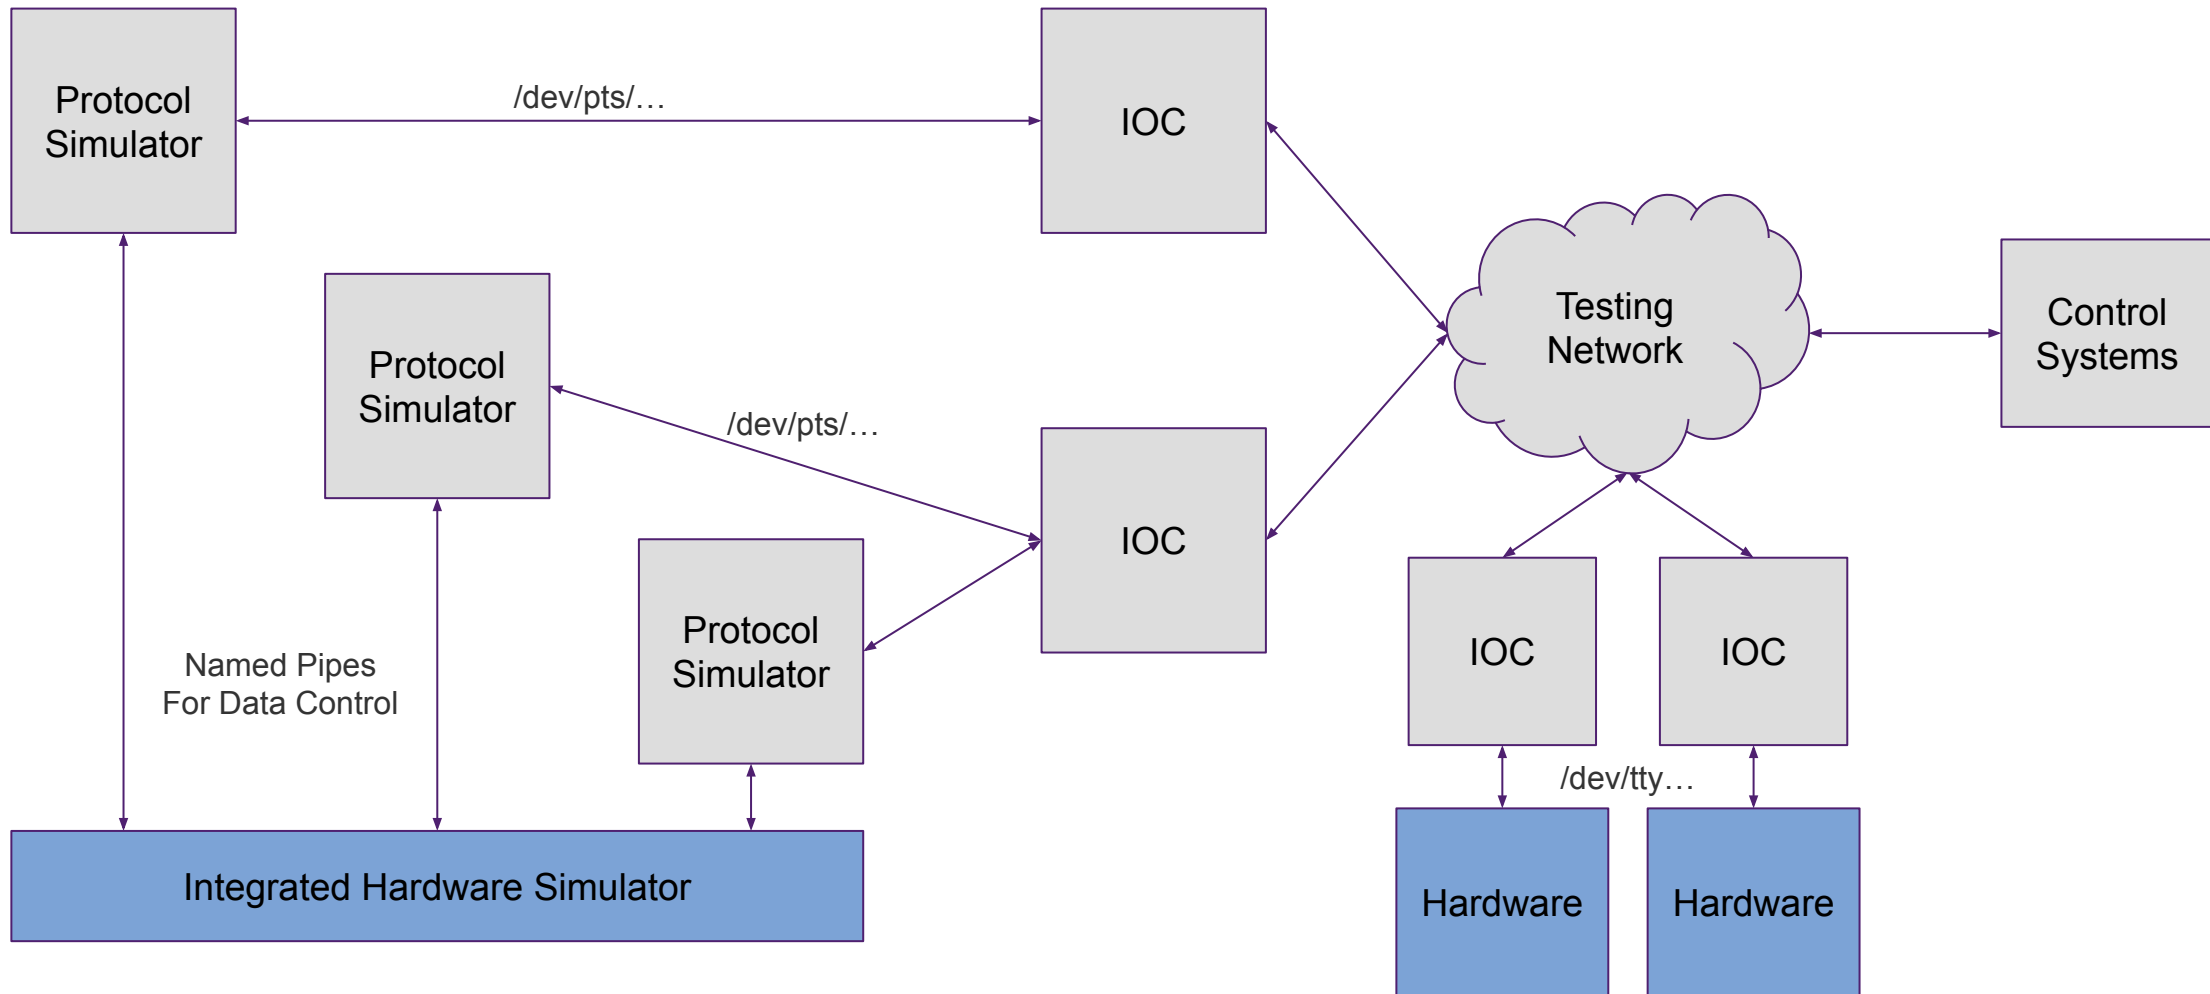 Protocol
Simulator
/dev/pts/…
IOC
Protocol
Simulator
/dev/pts/…
IOC
Protocol
Simulator
Named Pipes
For Data Control
Integrated Hardware Simulator
Testing
Network
Control
Systems
IOC
IOC
/dev/tty…
Hardware
Hardware